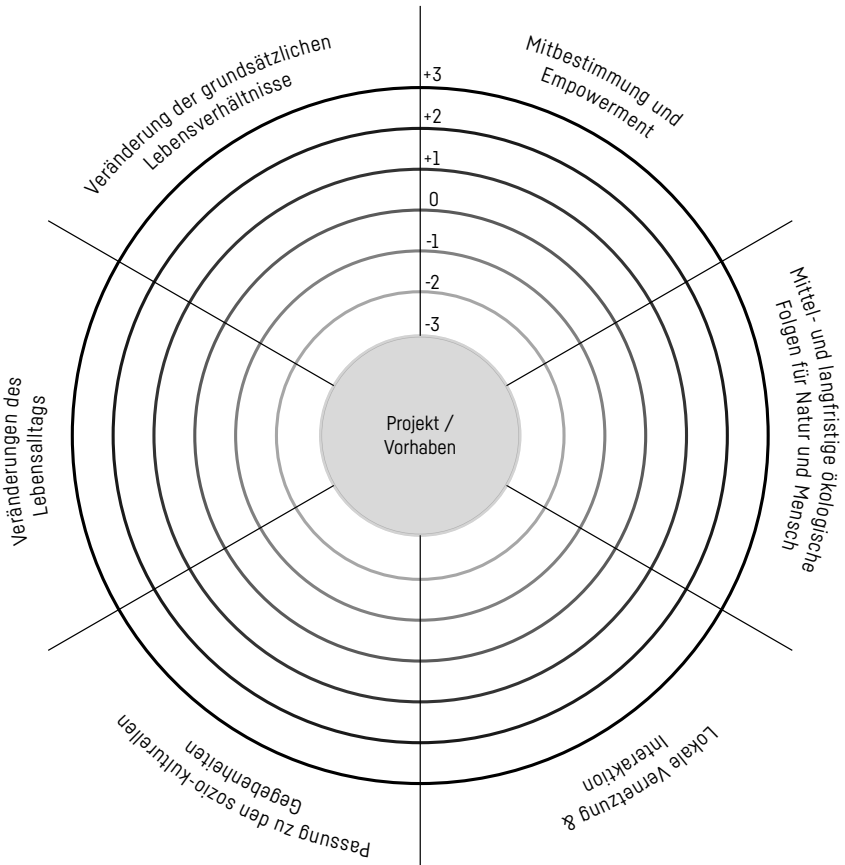 Veränderung der grundsätzlichen
Lebensverhältnisse
Mitbestimmung und
Empowerment
+3
+2
+1
0
-1
-2
-3
Projekt /
Vorhaben
Mittel- und langfristige ökologische
Folgen für Natur und Mensch
Lokale Vernetzung &
Interaktion
Passung zu den sozio-kulturellen
Gegebenheiten
Veränderungen des
Lebensalltags